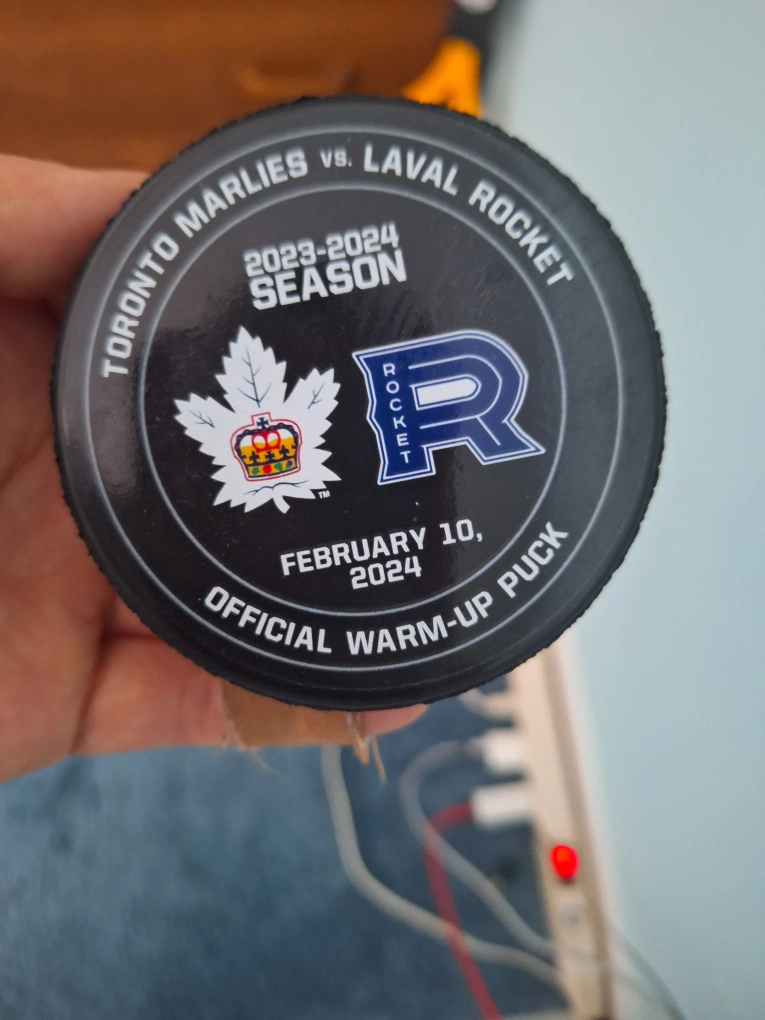 TORONTO MARLIES VS. LAVAL ROCKET
2023-2024
SEASON
TM
ROCKET
FEBRUARY 10,
2024
OFFICIAL WARM-UP PUCK